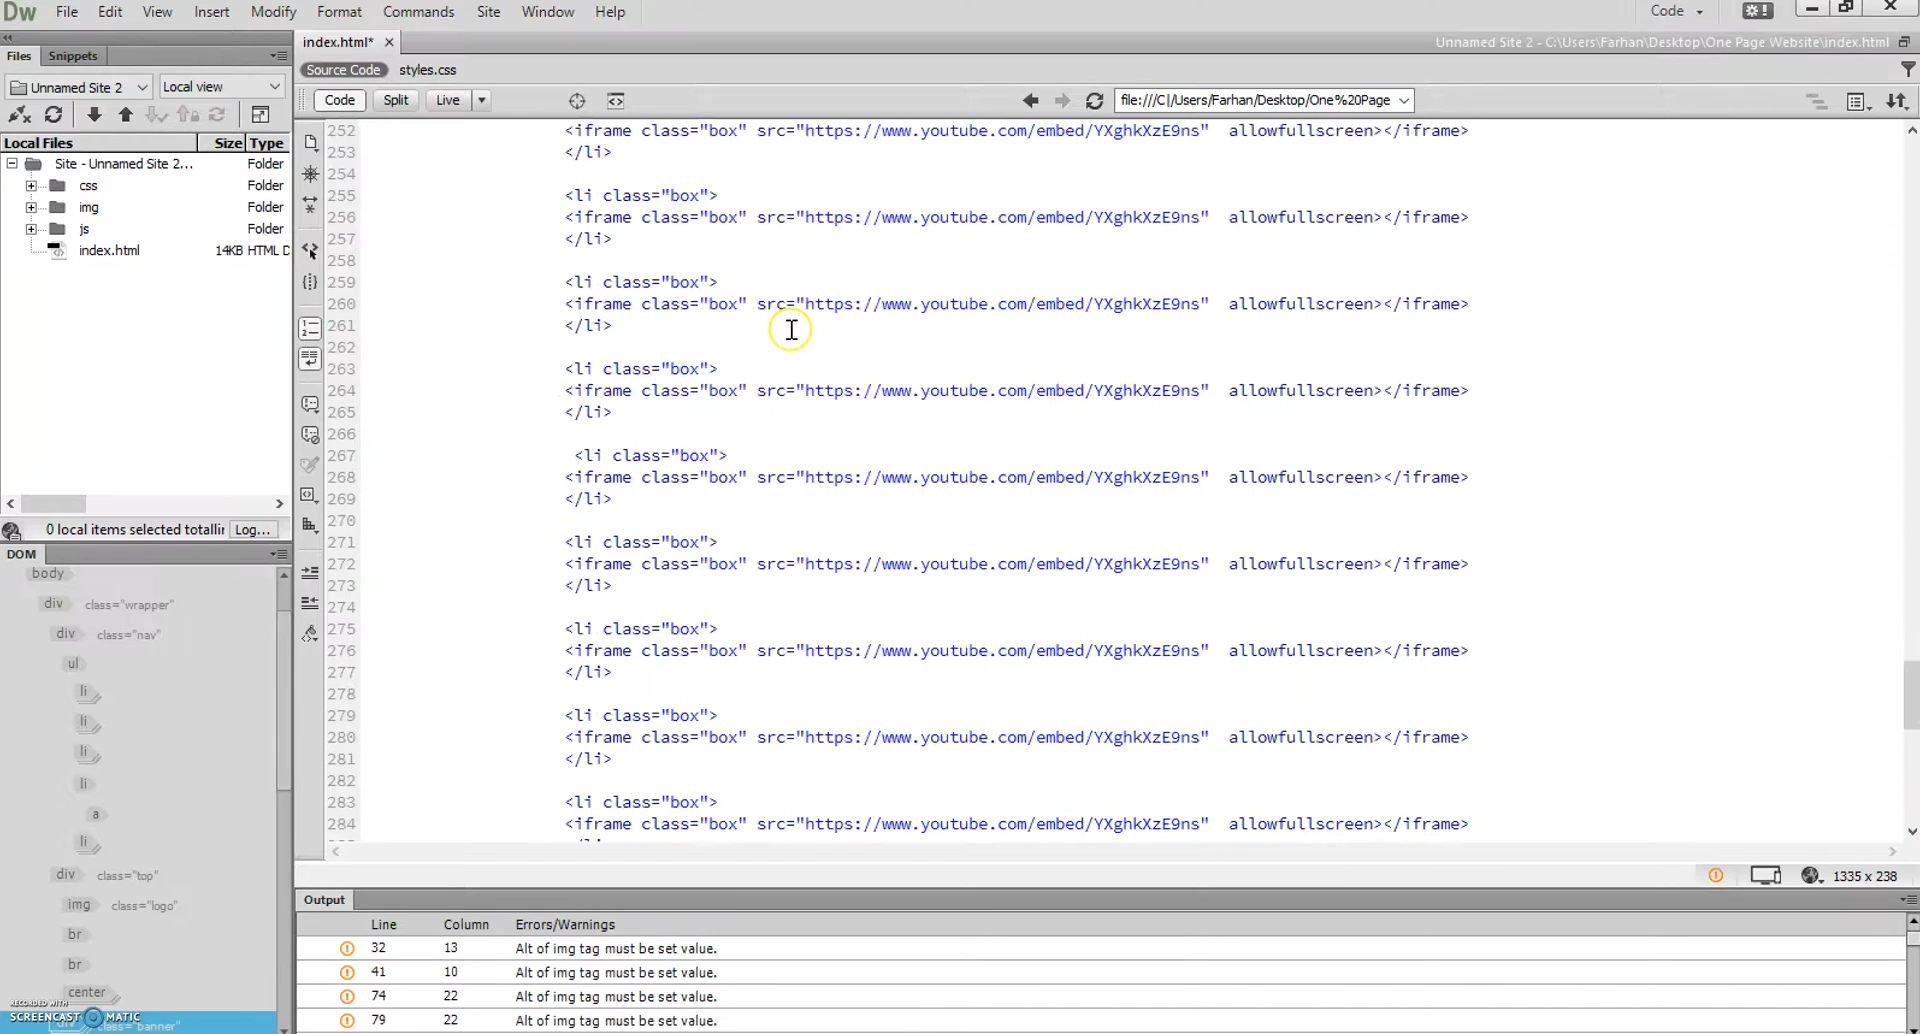 Dw File Edit View Insert Modify Format Commands Site Window Help Code
Files Snippets
index.html* Unnamed Site 2 - C:\Users\Farhan\Desktop\One Page Website\index.html
Source Code styles.css
Unnamed Site 2 Local view
Code Split Live file:///C|/Users/Farhan/Desktop/One%20Page
Local Files Size Type
Site - Unnamed Site 2... Folder
css Folder
img Folder
js Folder
index.html 14KB HTML D
252 <iframe class="box" src="https://www.youtube.com/embed/YXghkXzE9ns"  allowfullscreen></iframe>
253 </li>
254
255 <li class="box">
256 <iframe class="box" src="https://www.youtube.com/embed/YXghkXzE9ns"  allowfullscreen></iframe>
257 </li>
258
259 <li class="box">
260 <iframe class="box" src="https://www.youtube.com/embed/YXghkXzE9ns"  allowfullscreen></iframe>
261 </li>
262
263 <li class="box">
264 <iframe class="box" src="https://www.youtube.com/embed/YXghkXzE9ns"  allowfullscreen></iframe>
265 </li>
266
267 <li class="box">
268 <iframe class="box" src="https://www.youtube.com/embed/YXghkXzE9ns"  allowfullscreen></iframe>
269 </li>
270
271 <li class="box">
272 <iframe class="box" src="https://www.youtube.com/embed/YXghkXzE9ns"  allowfullscreen></iframe>
273 </li>
274
275 <li class="box">
276 <iframe class="box" src="https://www.youtube.com/embed/YXghkXzE9ns"  allowfullscreen></iframe>
277 </li>
278
279 <li class="box">
280 <iframe class="box" src="https://www.youtube.com/embed/YXghkXzE9ns"  allowfullscreen></iframe>
281 </li>
282
283 <li class="box">
284 <iframe class="box" src="https://www.youtube.com/embed/YXghkXzE9ns"  allowfullscreen></iframe>
0 local items selected totallin Log...
DOM
body
div class="wrapper"
div class="nav"
ul
li
li
li
li
a
li
div class="top"
img class="logo"
br
br
center
div class="banner"
RECORDED WITH
SCREENCAST MATIC
1335 x 238
Output
Line Column Errors/Warnings
32 13 Alt of img tag must be set value.
41 10 Alt of img tag must be set value.
74 22 Alt of img tag must be set value.
79 22 Alt of img tag must be set value.